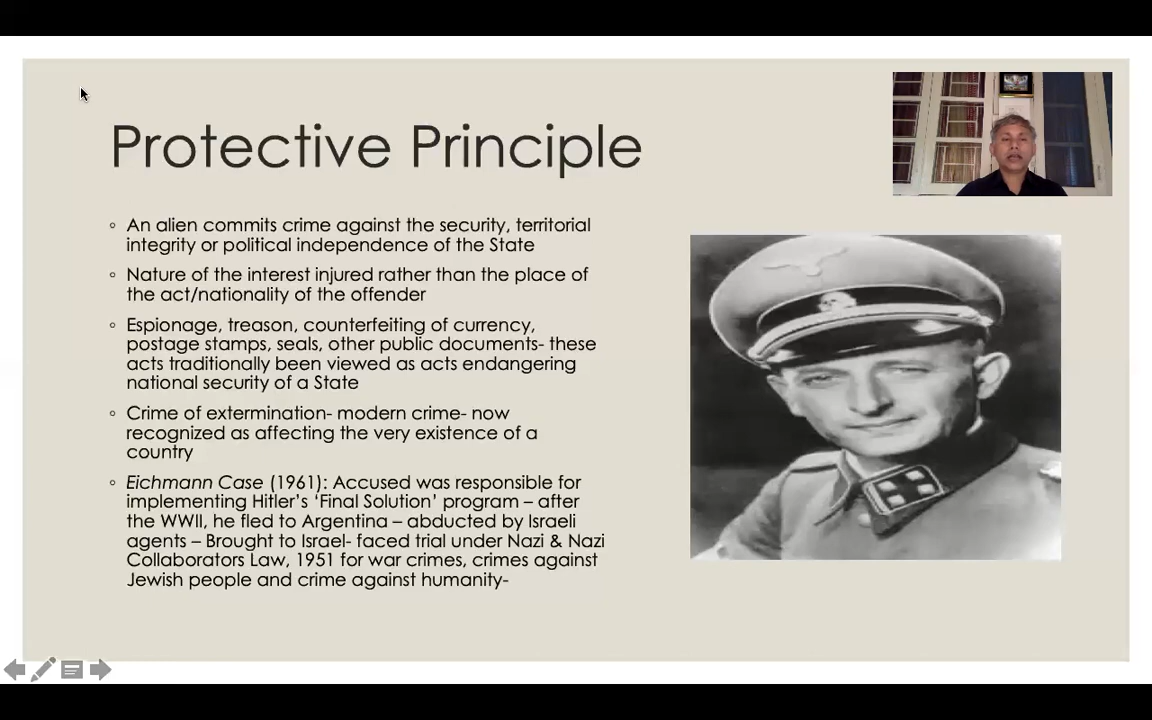 Protective Principle
An alien commits crime against the security, territorial
integrity or political independence of the State
Nature of the interest injured rather than the place of
the act/nationality of the offender
Espionage, treason, counterfeiting of currency,
postage stamps, seals, other public documents- these
acts traditionally been viewed as acts endangering
national security of a State
Crime of extermination- modern crime- now
recognized as affecting the very existence of a
country
Eichmann Case (1961): Accused was responsible for
implementing Hitler’s ‘Final Solution’ program – after
the WWII, he fled to Argentina – abducted by Israeli
agents – Brought to Israel- faced trial under Nazi & Nazi
Collaborators Law, 1951 for war crimes, crimes against
Jewish people and crime against humanity-